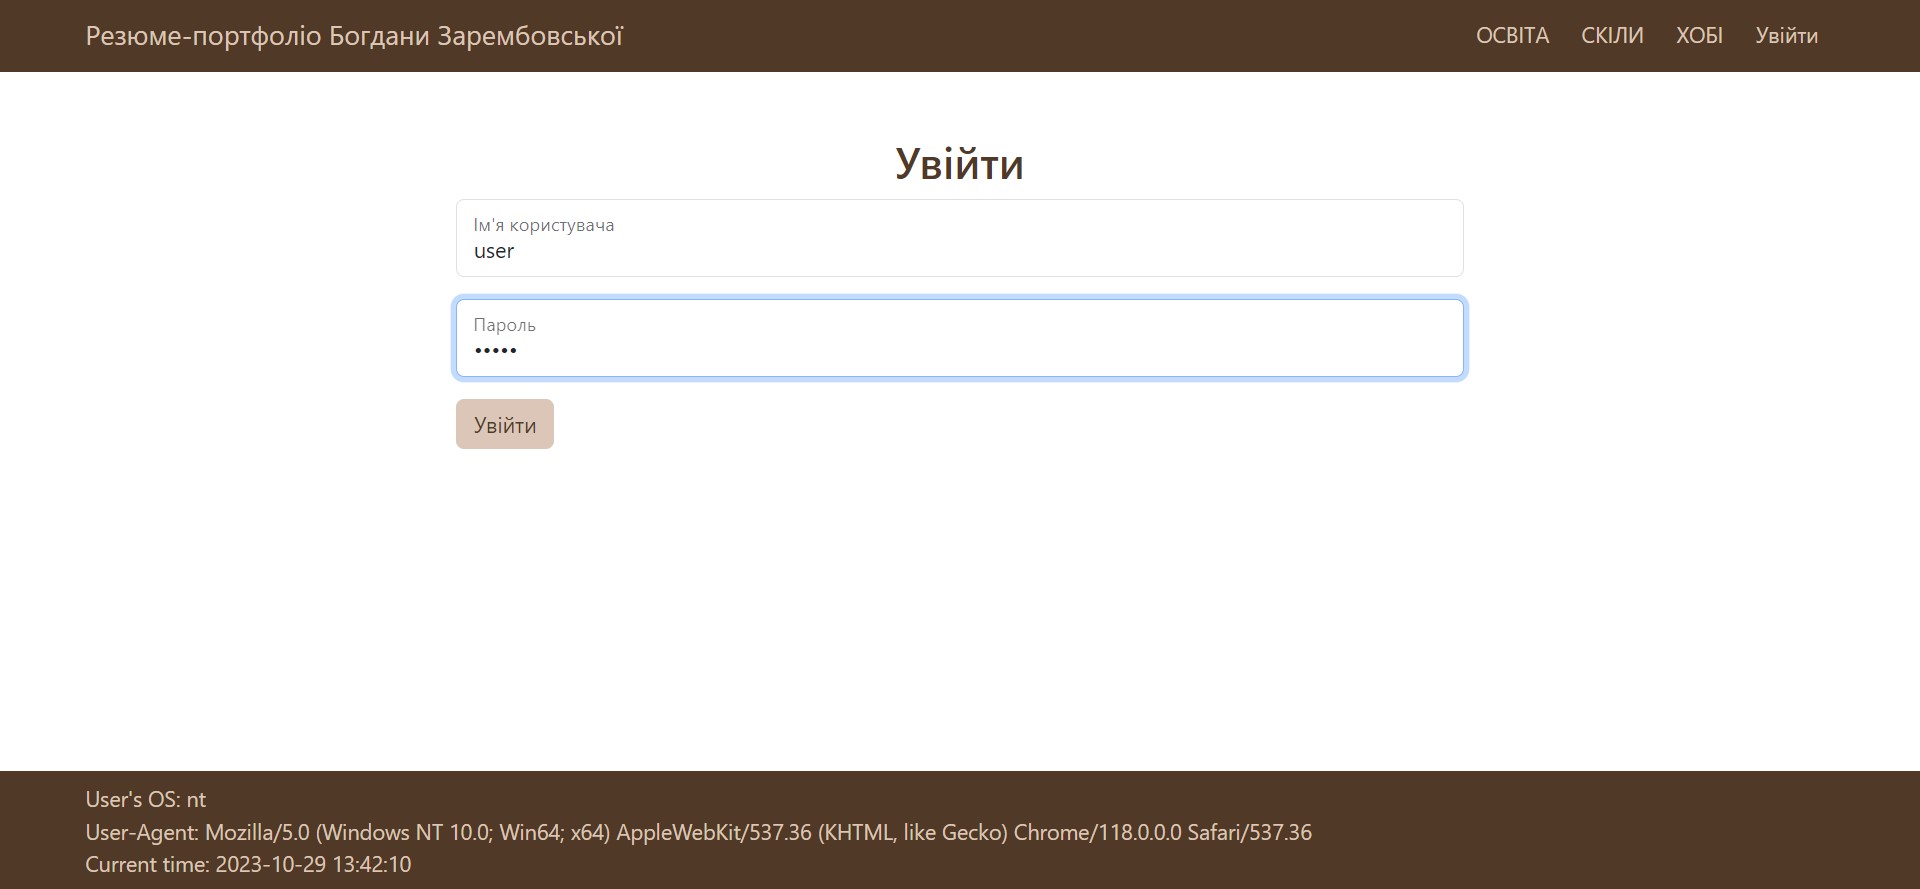 Резюме-портфоліо Богдани Зарембовської
ОСВІТА СКІЛИ ХОБІ Увійти
Увійти
Ім'я користувача
user
Пароль
•••••
Увійти
User's OS: nt
User-Agent: Mozilla/5.0 (Windows NT 10.0; Win64; x64) AppleWebKit/537.36 (KHTML, like Gecko) Chrome/118.0.0.0 Safari/537.36
Current time: 2023-10-29 13:42:10